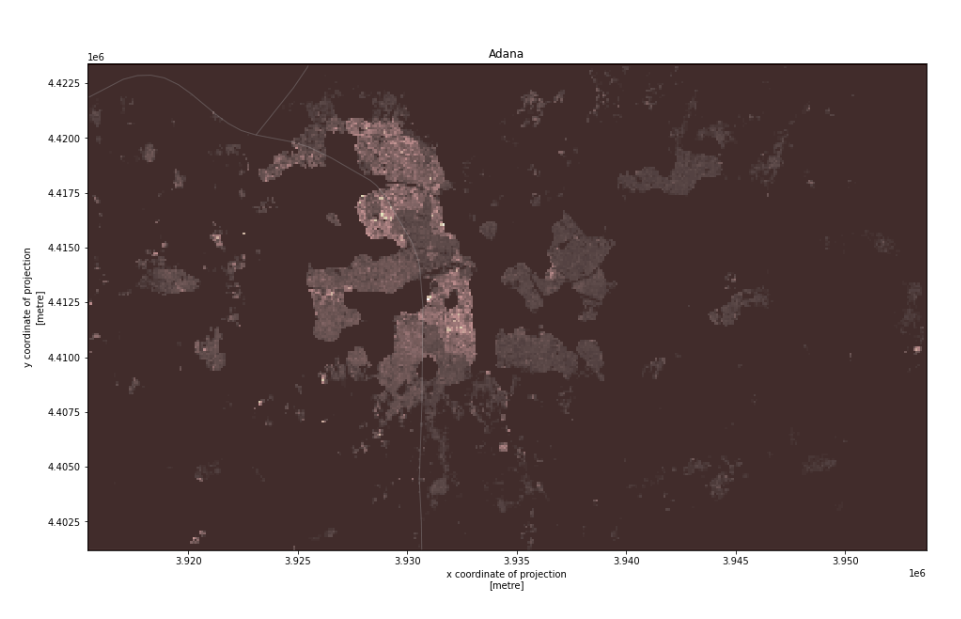 Adana
1e6
4.4225
4.4200
4.4175
4.4150
4.4125
4.4100
4.4075
4.4050
4.4025
y coordinate of projection
[metre]
3.920
3.925
3.930
3.935
3.940
3.945
3.950
1e6
x coordinate of projection
[metre]